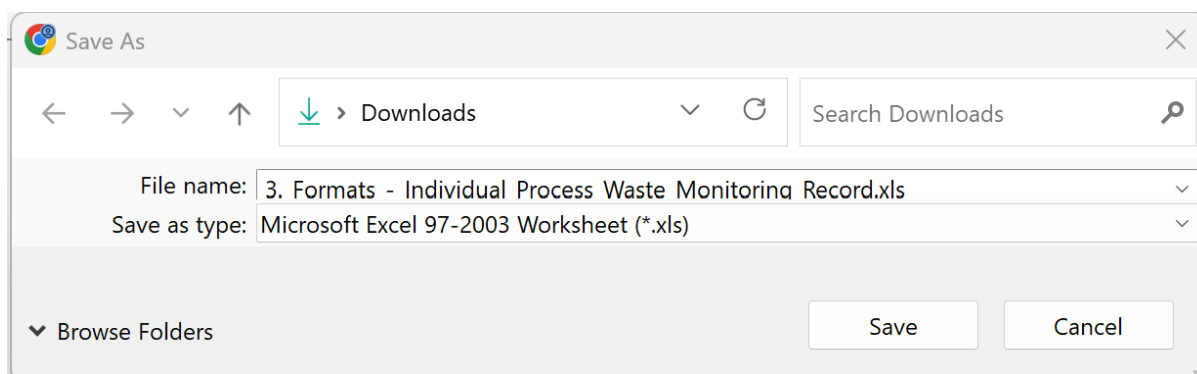 Save As
Downloads
Search Downloads
File name: 3. Formats - Individual Process Waste Monitoring Record.xls
Save as type: Microsoft Excel 97-2003 Worksheet (*.xls)
Browse Folders
Save
Cancel